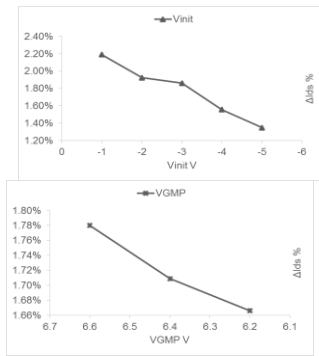 Vinit
2.40%
2.20%
2.00%
1.80%
1.60%
1.40%
1.20%
ΔIds %
0 -1 -2 -3 -4 -5 -6
Vinit V
VGMP
1.80%
1.78%
1.76%
1.74%
1.72%
1.70%
1.68%
1.66%
ΔIds %
6.7 6.6 6.5 6.4 6.3 6.2 6.1
VGMP V